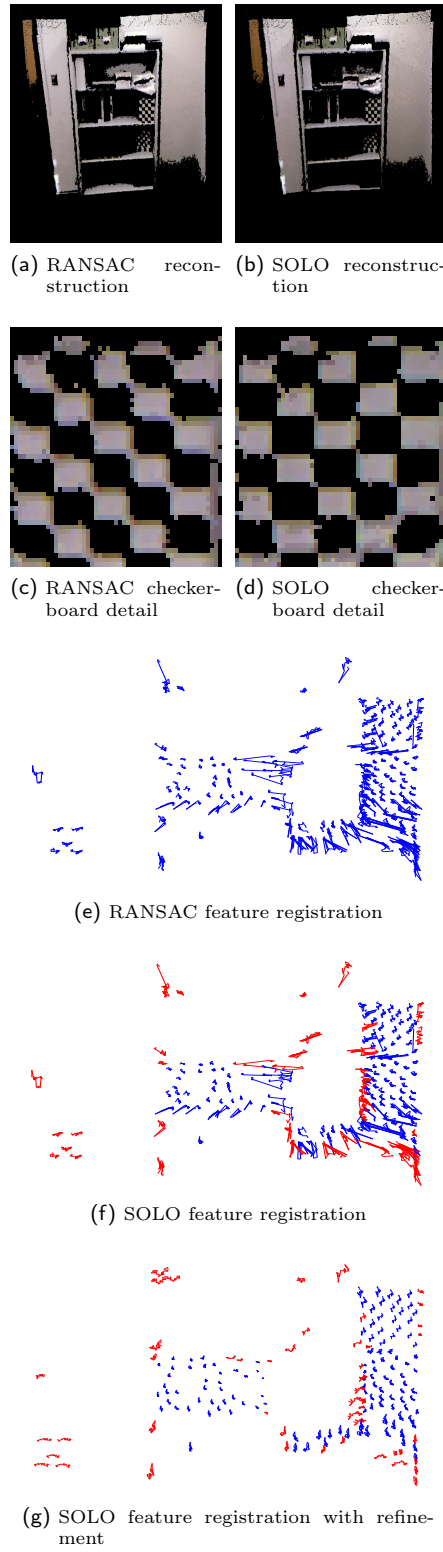 (a) RANSAC recon-
struction
(b) SOLO reconstruc-
tion
(c) RANSAC checker-
board detail
(d) SOLO checker-
board detail
(e) RANSAC feature registration
(f) SOLO feature registration
(g) SOLO feature registration with refine-
ment